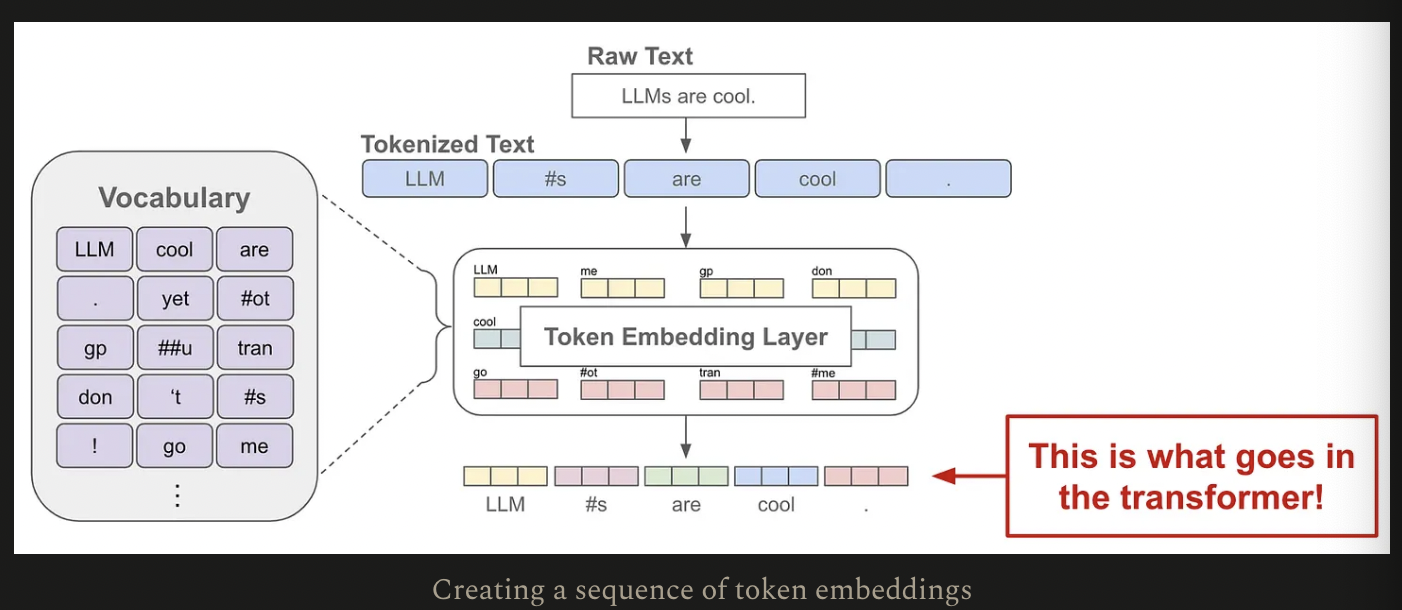 Raw Text
LLMs are cool.
Tokenized Text
LLM #s are cool .
Vocabulary
LLM cool are
. yet #ot
gp ##u tran
don ‘t #s
! go me
⋮
LLM me gp don
cool
Token Embedding Layer
go #ot tran #me
LLM #s are cool .
This is what goes in
the transformer!
Creating a sequence of token embeddings